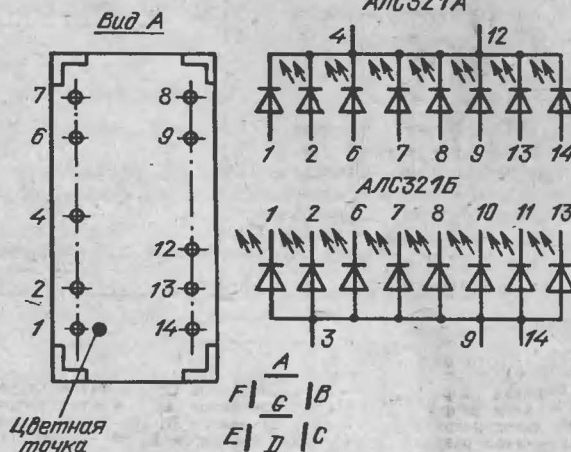 Вид А
АЛС321А
7 8
6 9
4
12
2 13
1 14
Цветная точка
4 12
1 2 6 7 8 9 13 14
АЛС321Б
1 2 6 7 8 10 11 13
3 9 14
A
F G B
E D C